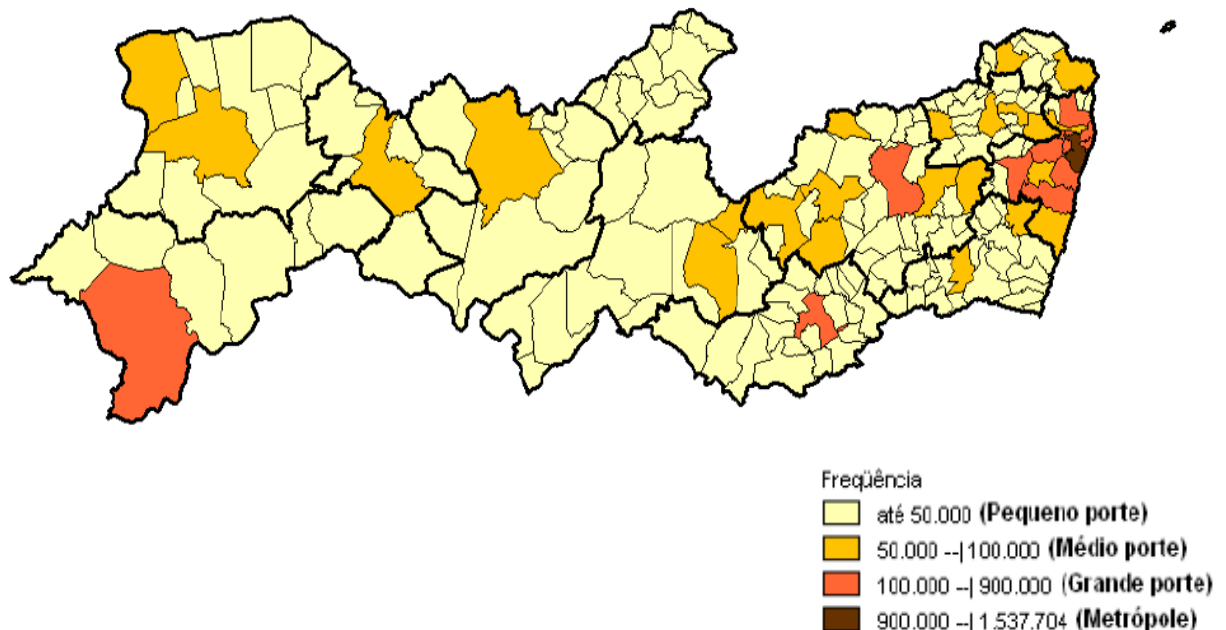 Freqüência
até 50.000 (Pequeno porte)
50.000 --| 100.000 (Médio porte)
100.000 --| 900.000 (Grande porte)
900.000 --| 1.537.704 (Metrópole)